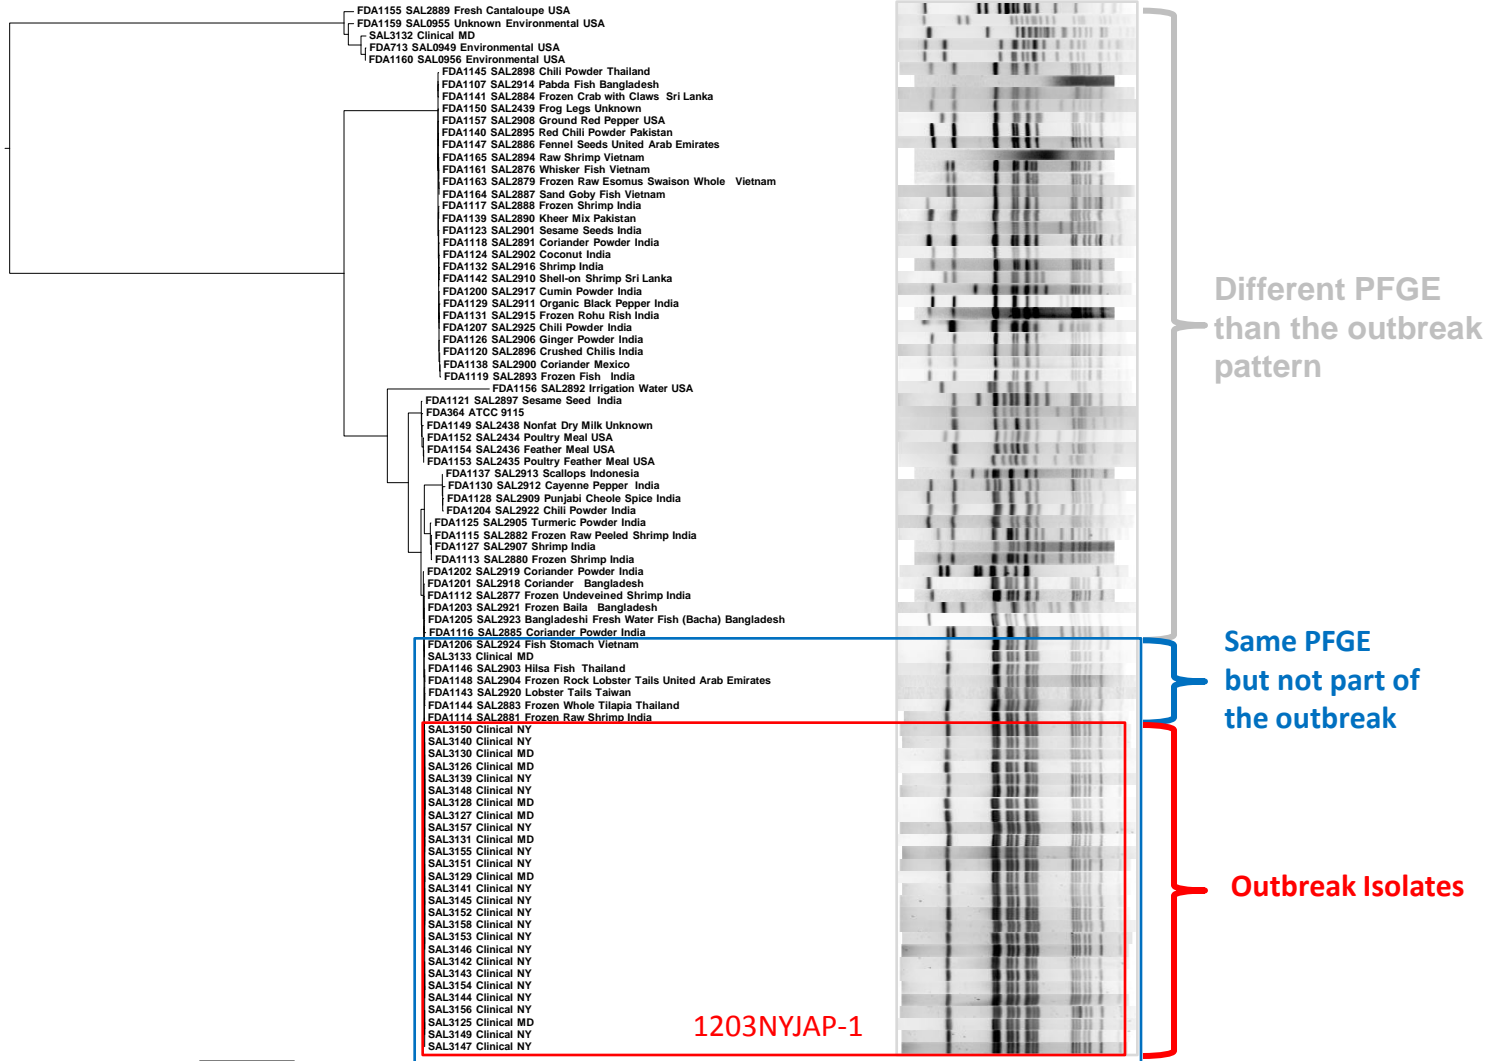 FDA1155 SAL2889 Fresh Cantaloupe USA
FDA1159 SAL0955 Unknown Environmental USA
SAL3132 Clinical MD
FDA713 SAL0949 Environmental USA
FDA1160 SAL0956 Environmental USA
FDA1145 SAL2898 Chili Powder Thailand
FDA1107 SAL2914 Pabda Fish Bangladesh
FDA1141 SAL2884 Frozen Crab with Claws Sri Lanka
FDA1150 SAL2439 Frog Legs Unknown
FDA1157 SAL2908 Ground Red Pepper USA
FDA1140 SAL2895 Red Chili Powder Pakistan
FDA1147 SAL2886 Fennel Seeds United Arab Emirates
FDA1165 SAL2894 Raw Shrimp Vietnam
FDA1161 SAL2876 Whisker Fish Vietnam
FDA1163 SAL2879 Frozen Raw Esomus Swaison Whole Vietnam
FDA1164 SAL2887 Sand Goby Fish Vietnam
FDA1117 SAL2888 Frozen Shrimp India
FDA1139 SAL2890 Kheer Mix Pakistan
FDA1123 SAL2901 Sesame Seeds India
FDA1118 SAL2891 Coriander Powder India
FDA1124 SAL2902 Coconut India
FDA1132 SAL2916 Shrimp India
FDA1142 SAL2910 Shell-on Shrimp Sri Lanka
FDA1200 SAL2917 Cumin Powder India
FDA1129 SAL2911 Organic Black Pepper India
FDA1131 SAL2915 Frozen Rohu Rish India
FDA1207 SAL2925 Chili Powder India
FDA1126 SAL2906 Ginger Powder India
FDA1120 SAL2896 Crushed Chilis India
FDA1138 SAL2900 Coriander Mexico
FDA1119 SAL2893 Frozen Fish India
FDA1156 SAL2892 Irrigation Water USA
FDA1121 SAL2897 Sesame Seed India
FDA364 ATCC 9115
FDA1149 SAL2438 Nonfat Dry Milk Unknown
FDA1152 SAL2434 Poultry Meal USA
FDA1154 SAL2436 Feather Meal USA
FDA1153 SAL2435 Poultry Feather Meal USA
FDA1137 SAL2913 Scallops Indonesia
FDA1130 SAL2912 Cayenne Pepper India
FDA1128 SAL2909 Punjabi Cheole Spice India
FDA1204 SAL2922 Chili Powder India
FDA1125 SAL2905 Turmeric Powder India
FDA1115 SAL2882 Frozen Raw Peeled Shrimp India
FDA1127 SAL2907 Shrimp India
FDA1113 SAL2880 Frozen Shrimp India
FDA1202 SAL2919 Coriander Powder India
FDA1201 SAL2918 Coriander Bangladesh
FDA1112 SAL2877 Frozen Undeveined Shrimp India
FDA1203 SAL2921 Frozen Baila Bangladesh
FDA1205 SAL2923 Bangladeshi Fresh Water Fish (Bacha) Bangladesh
FDA1116 SAL2885 Coriander Powder India
FDA1206 SAL2924 Fish Stomach Vietnam
SAL3133 Clinical MD
FDA1146 SAL2903 Hilsa Fish Thailand
FDA1148 SAL2904 Frozen Rock Lobster Tails United Arab Emirates
FDA1143 SAL2920 Lobster Tails Taiwan
FDA1144 SAL2883 Frozen Whole Tilapia Thailand
FDA1114 SAL2881 Frozen Raw Shrimp India
SAL3150 Clinical NY
SAL3140 Clinical NY
SAL3130 Clinical MD
SAL3126 Clinical MD
SAL3139 Clinical NY
SAL3148 Clinical NY
SAL3128 Clinical MD
SAL3127 Clinical MD
SAL3157 Clinical NY
SAL3131 Clinical MD
SAL3155 Clinical NY
SAL3151 Clinical NY
SAL3129 Clinical MD
SAL3141 Clinical NY
SAL3145 Clinical NY
SAL3152 Clinical NY
SAL3158 Clinical NY
SAL3153 Clinical NY
SAL3146 Clinical NY
SAL3142 Clinical NY
SAL3143 Clinical NY
SAL3154 Clinical NY
SAL3144 Clinical NY
SAL3156 Clinical NY
SAL3125 Clinical MD
SAL3149 Clinical NY
SAL3147 Clinical NY
1203NYJAP-1
Different PFGE
than the outbreak
pattern
Same PFGE
but not part of
the outbreak
Outbreak Isolates